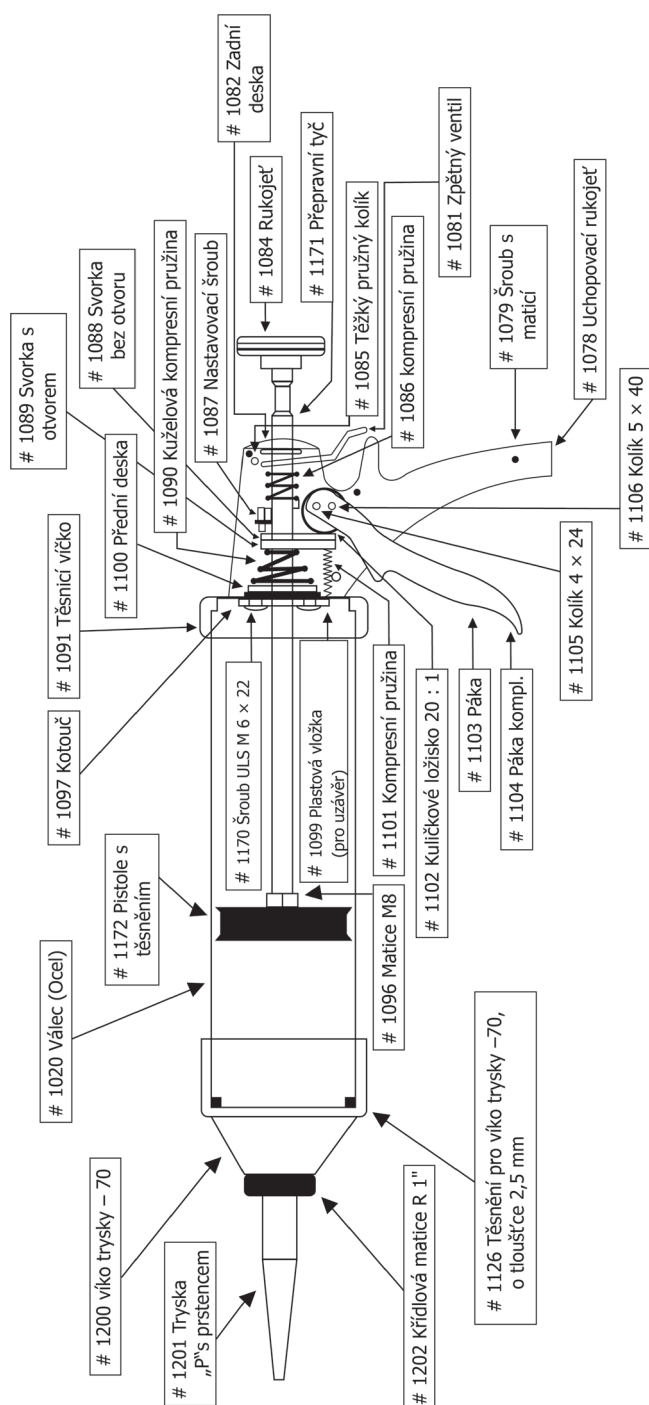 # 1082 Zadní
deska
# 1084 Rukojeť
# 1171 Přepravní tyč
# 1081 Zpětný ventil
# 1079 Šroub s
maticí
# 1078 Uchopovací rukojeť
# 1088 Svorka
bez otvoru
# 1087 Nastavovací šroub
# 1085 Těžký pružný kolík
# 1086 kompresní pružina
# 1106 Kolík 5 × 40
# 1089 Svorka s
otvorem
# 1090 Kuželová kompresní pružina
# 1105 Kolík 4 × 24
# 1100 Přední deska
# 1091 Těsnicí víčko
# 1103 Páka
# 1104 Páka kompl.
# 1097 Kotouč
# 1170 Šroub ULS M 6 × 22
# 1099 Plastová vložka
(pro uzávěr)
# 1101 Kompresní pružina
# 1102 Kuličkové ložisko 20 : 1
# 1172 Pistole s
těsněním
# 1096 Matice M8
# 1020 Válec (Ocel)
# 1126 Těsnění pro víko trysky –70,
o tloušťce 2,5 mm
# 1200 víko trysky – 70
# 1201 Tryska
„P“s prstencem
# 1202 Křídlová matice R 1"